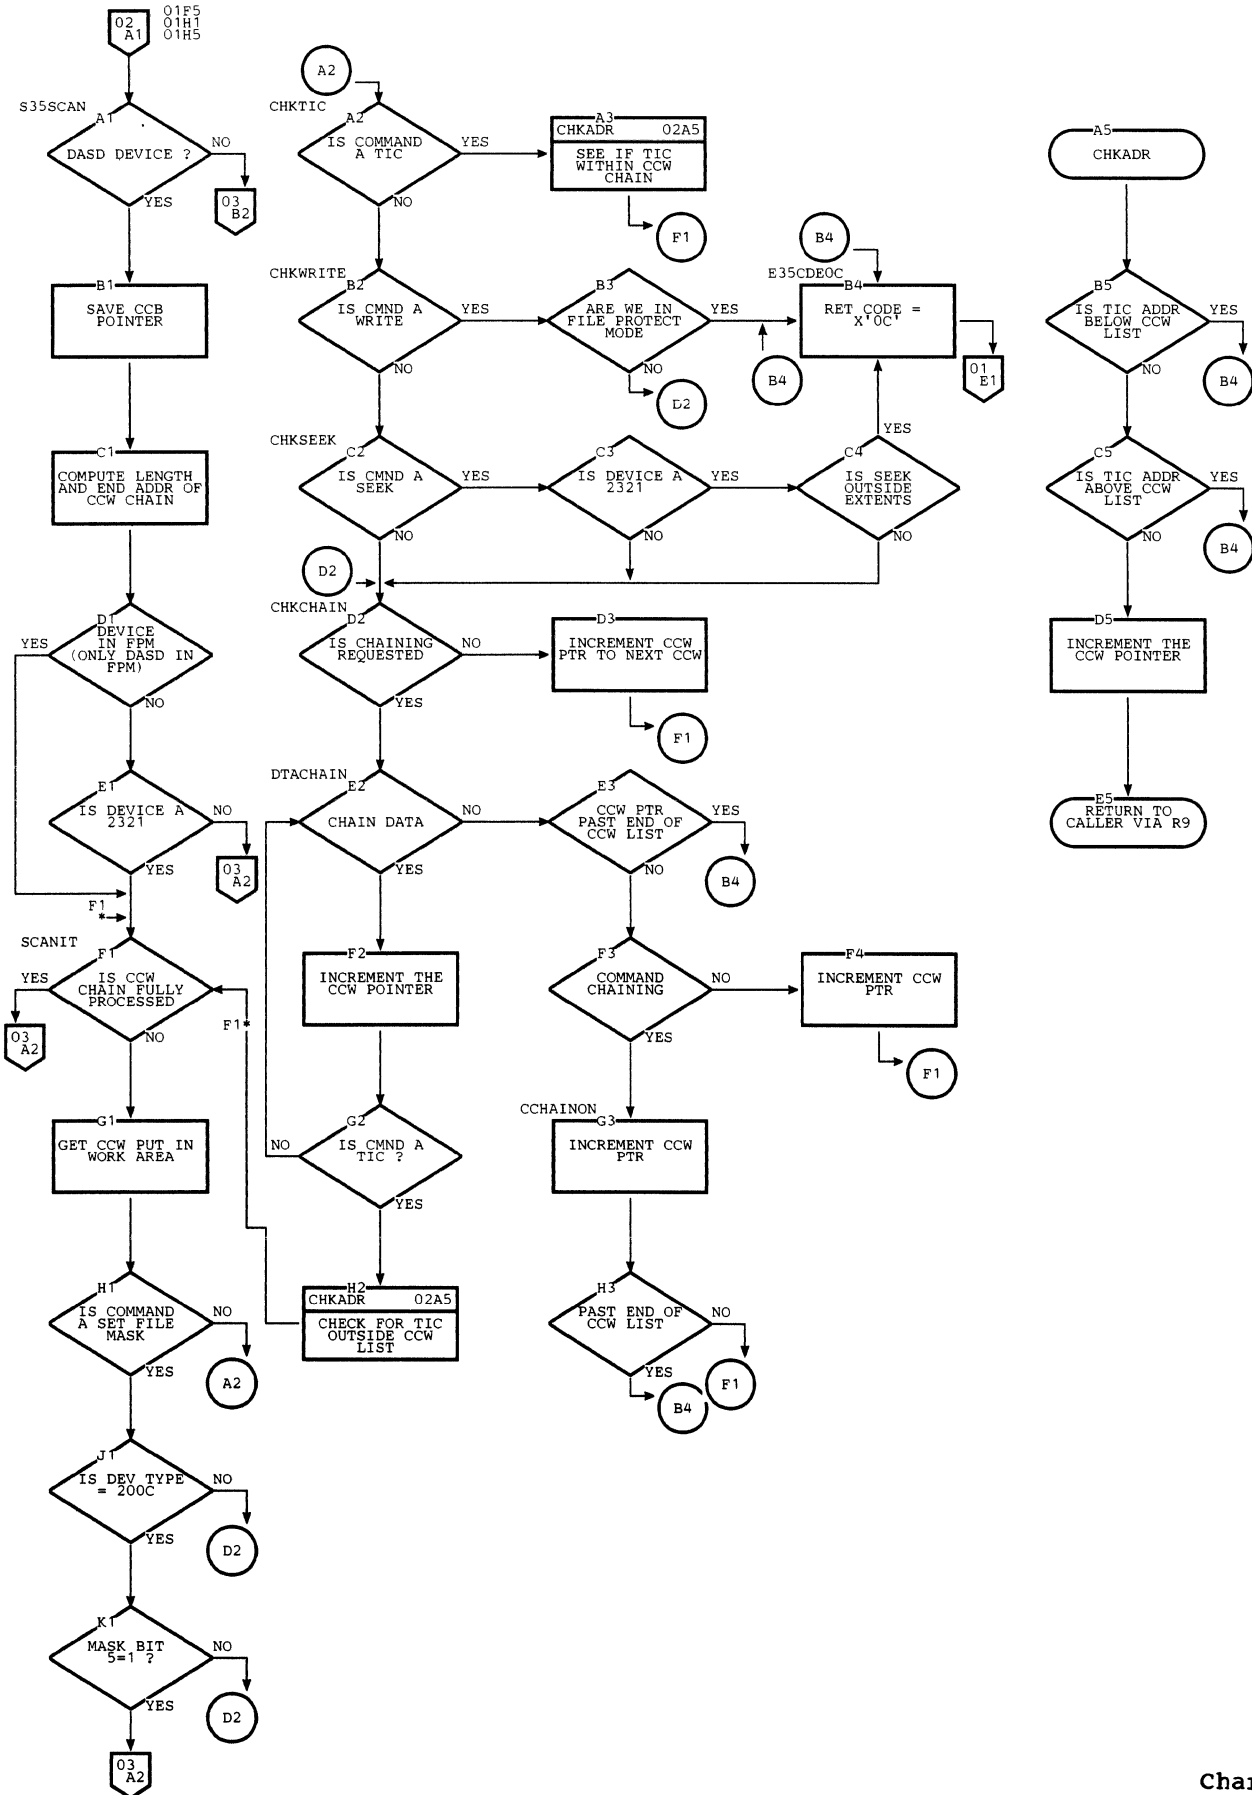 02
A1
01F5
01H1
01H5
S35SCAN
A1
DASD DEVICE ?
NO
YES
03
B2
B1
SAVE CCB
POINTER
C1
COMPUTE LENGTH
AND END ADDR OF
CCW CHAIN
D1
DEVICE
IN FPM
(ONLY DASD IN
FPM)
YES
NO
E1
IS DEVICE A
2321
NO
YES
03
A2
F1
*
SCANIT
F1
IS CCW
CHAIN FULLY
PROCESSED
YES
NO
03
A2
F1*
G1
GET CCW PUT IN
WORK AREA
H1
IS COMMAND
A SET FILE
MASK
NO
YES
A2
J1
IS DEV TYPE
= 200C
NO
YES
D2
K1
MASK BIT
5=1 ?
NO
YES
D2
03
A2
A2
CHKTIC
A2
IS COMMAND
A TIC
YES
NO
A3
CHKADR 02A5
SEE IF TIC
WITHIN CCW
CHAIN
F1
CHKWRITE
B2
IS CMND A
WRITE
YES
NO
B3
ARE WE IN
FILE PROTECT
MODE
YES
NO
D2
B4
B4
E35CDE0C
B4
RET CODE =
X'0C'
01
E1
CHKSEEK
C2
IS CMND A
SEEK
YES
NO
C3
IS DEVICE A
2321
YES
NO
C4
IS SEEK
OUTSIDE
EXTENTS
YES
NO
D2
CHKCHAIN
D2
IS CHAINING
REQUESTED
NO
YES
D3
INCREMENT CCW
PTR TO NEXT CCW
F1
DTACHAIN
E2
CHAIN DATA
NO
YES
E3
CCW PTR
PAST END OF
CCW LIST
YES
NO
B4
F2
INCREMENT THE
CCW POINTER
F3
COMMAND
CHAINING
NO
YES
F4
INCREMENT CCW
PTR
F1
G2
IS CMND A
TIC ?
NO
YES
CCHAINON
G3
INCREMENT CCW
PTR
H2
CHKADR 02A5
CHECK FOR TIC
OUTSIDE CCW
LIST
H3
PAST END OF
CCW LIST
NO
YES
B4
F1
A5
CHKADR
B5
IS TIC ADDR
BELOW CCW
LIST
YES
NO
B4
C5
IS TIC ADDR
ABOVE CCW
LIST
YES
NO
B4
D5
INCREMENT THE
CCW POINTER
E5
RETURN TO
CALLER VIA R9